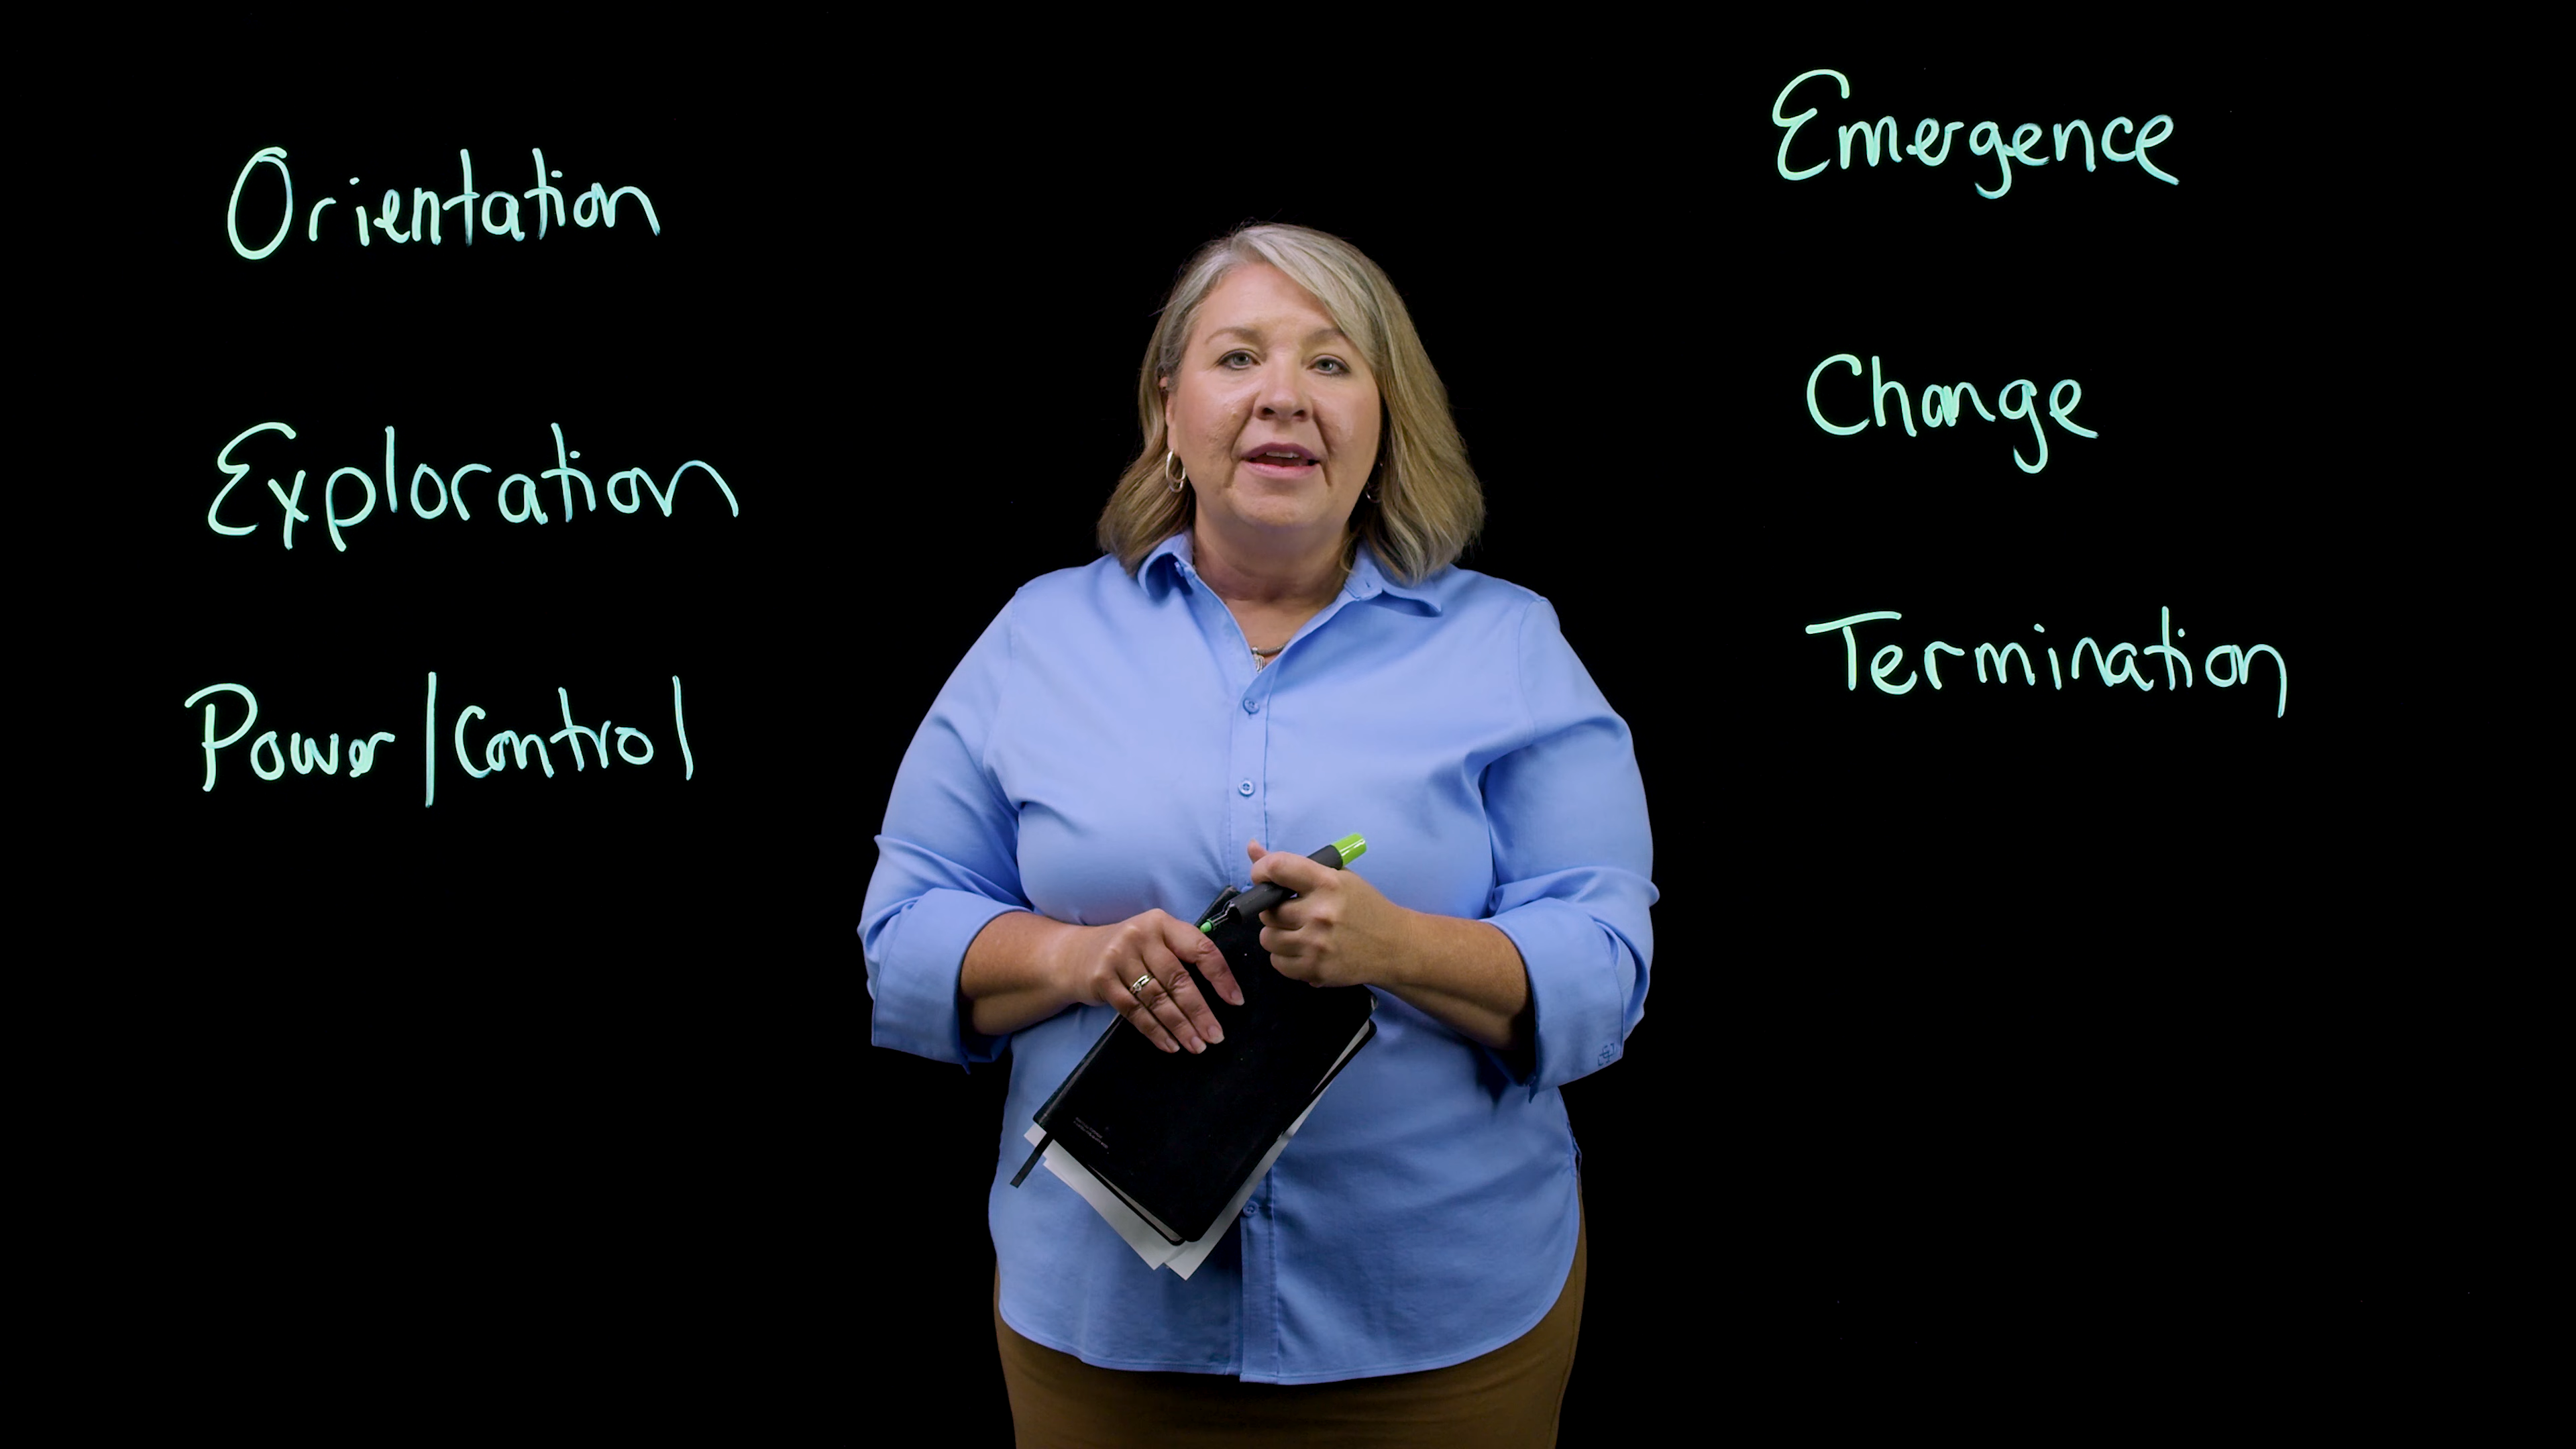 Orientation
Exploration
Power/Control
Emergence
Change
Termination